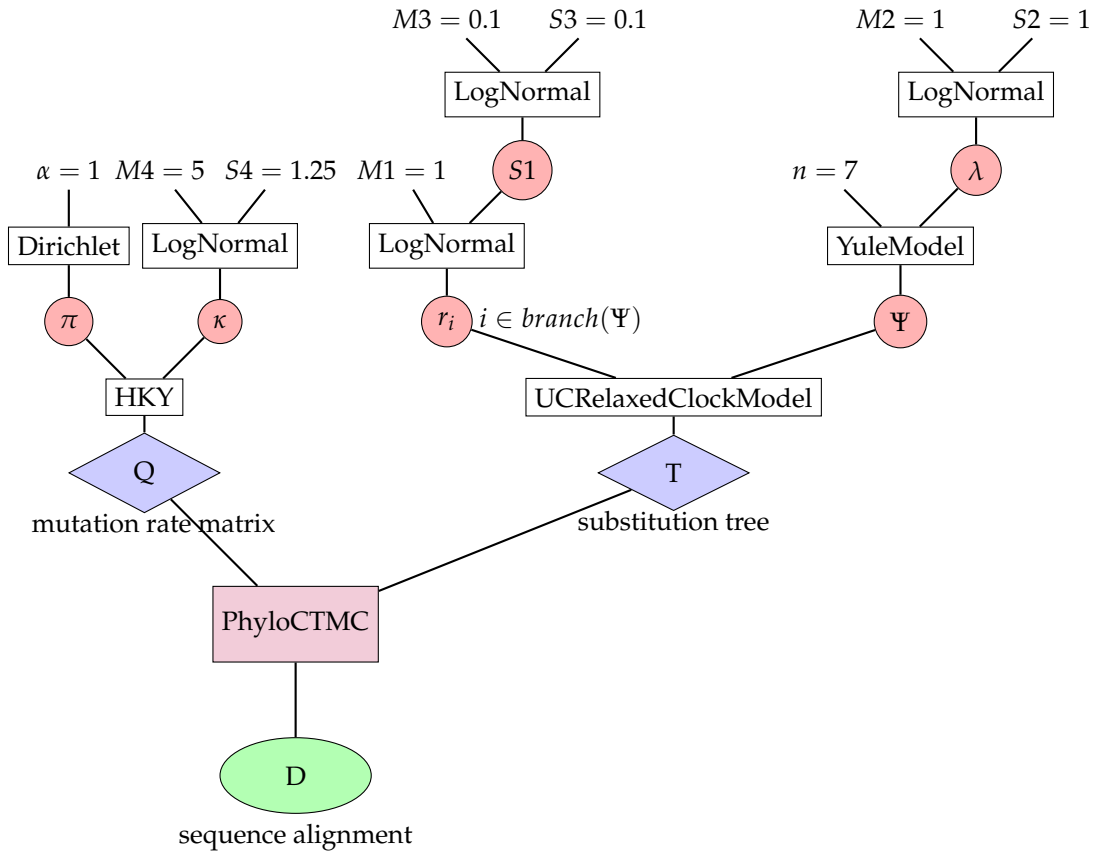 M3 = 0.1 S3 = 0.1 M2 = 1 S2 = 1
LogNormal LogNormal
α = 1 M4 = 5 S4 = 1.25 M1 = 1 S1 n = 7 λ
Dirichlet LogNormal LogNormal YuleModel
π κ r_i i ∈ branch(Ψ) Ψ
HKY UCRelaxedClockModel
Q T
mutation rate matrix substitution tree
PhyloCTMC
D
sequence alignment